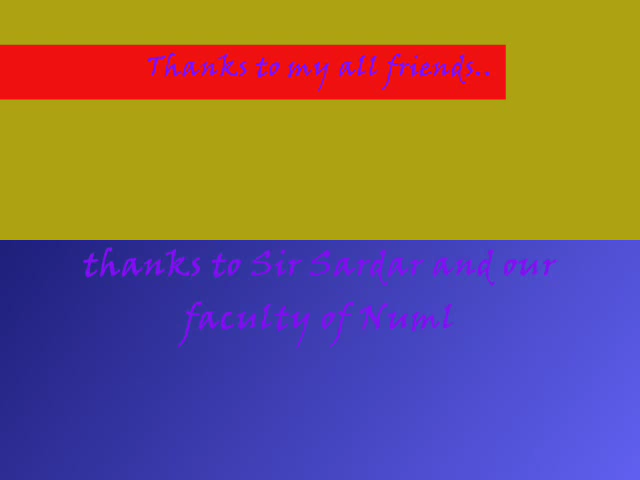 Thanks to my all friends..
thanks to Sir Sardar and our
faculty of Numl